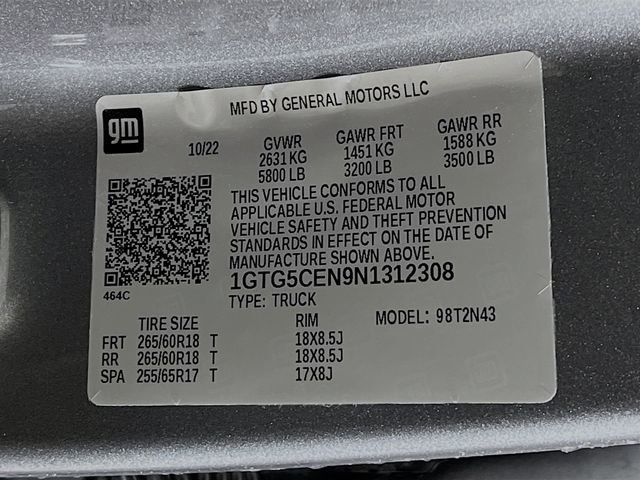 MFD BY GENERAL MOTORS LLC
gm
10/22 GVWR GAWR FRT GAWR RR
2631 KG 1451 KG 1588 KG
5800 LB 3200 LB 3500 LB
THIS VEHICLE CONFORMS TO ALL
APPLICABLE U.S. FEDERAL MOTOR
VEHICLE SAFETY AND THEFT PREVENTION
STANDARDS IN EFFECT ON THE DATE OF
MANUFACTURE SHOWN ABOVE.
464C
1GTG5CEN9N1312308
TYPE: TRUCK
TIRE SIZE RIM MODEL: 98T2N43
FRT 265/60R18 T 18X8.5J
RR 265/60R18 T 18X8.5J
SPA 255/65R17 T 17X8J